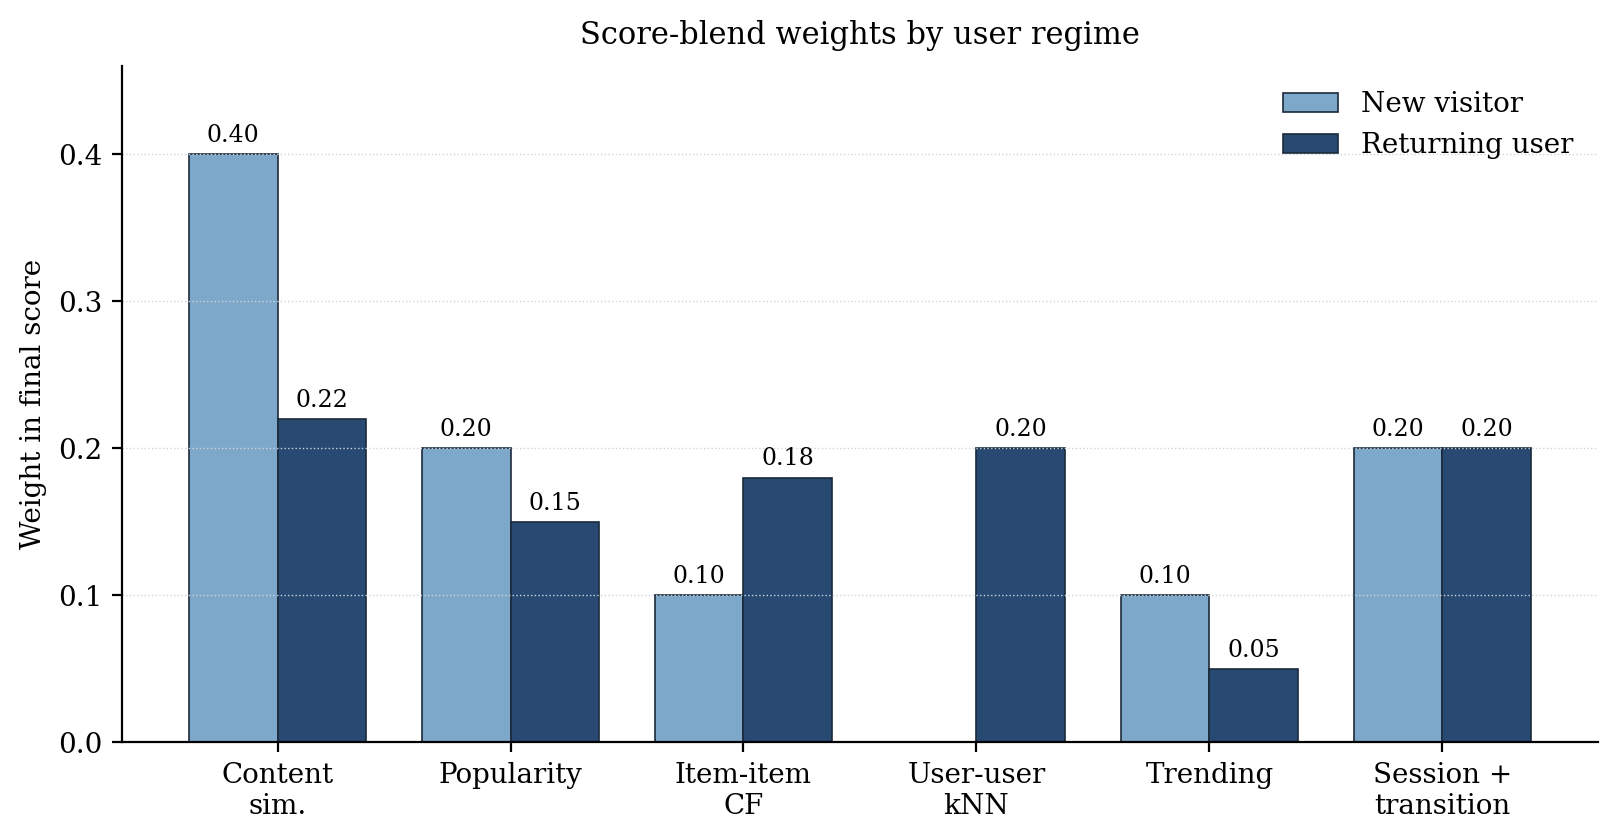 Score-blend weights by user regime
New visitor
Returning user
Weight in final score
0.4
0.3
0.2
0.1
0.0
0.40
0.22
0.20
0.15
0.10
0.18
0.20
0.10
0.05
0.20
0.20
Content
sim.
Popularity
Item-item
CF
User-user
kNN
Trending
Session +
transition